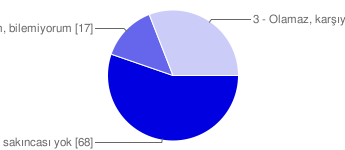 3 - Olamaz, karşıy
, bilemiyorum [17]
sakıncası yok [68]